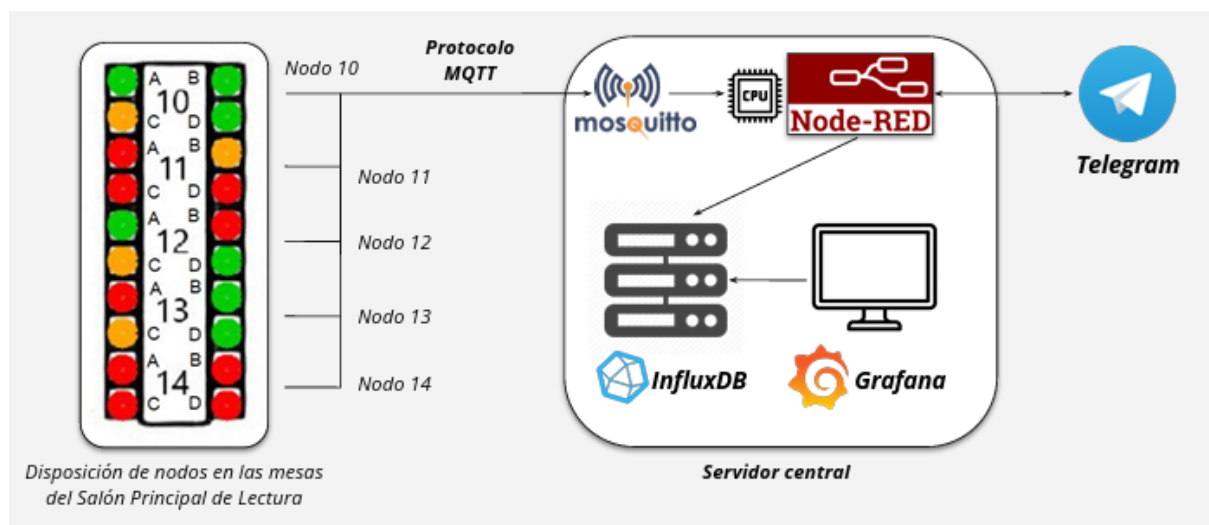 Nodo 10
Protocolo
MQTT
A B
10
C D
A B
11
C D
A B
12
C D
A B
13
C D
A B
14
C D
Nodo 11
Nodo 12
Nodo 13
Nodo 14
mosquitto
CPU
Node-RED
Telegram
InfluxDB
Grafana
Disposición de nodos en las mesas
del Salón Principal de Lectura
Servidor central